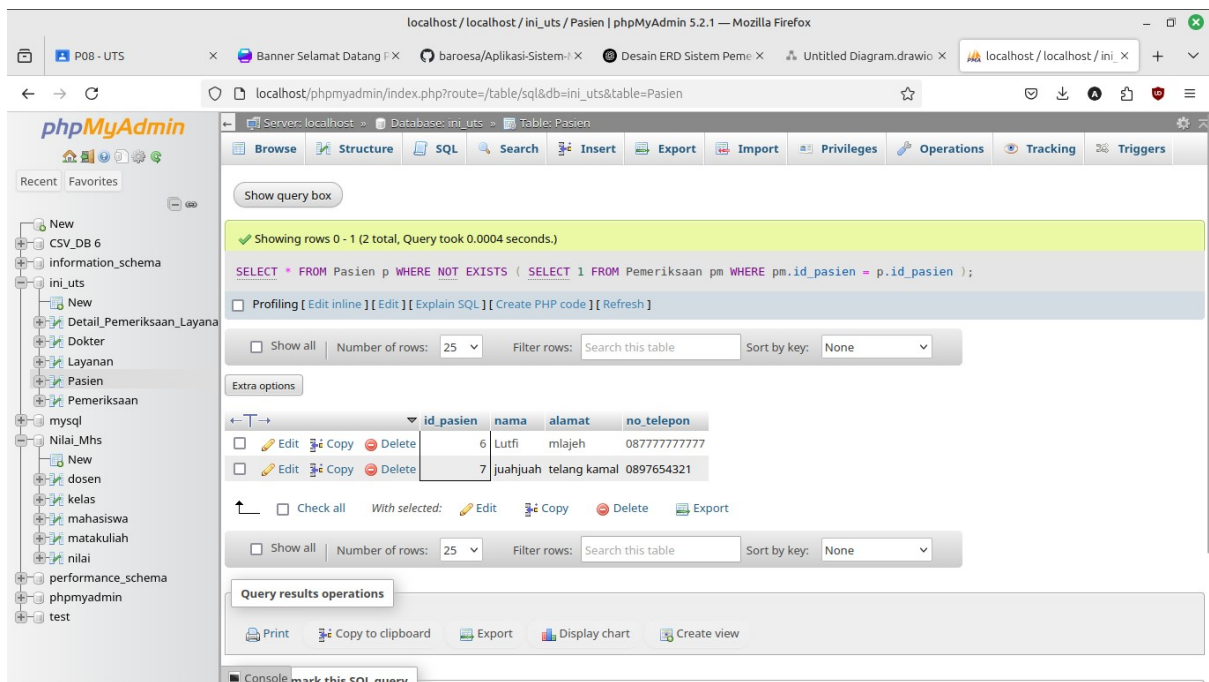 localhost / localhost / ini_uts / Pasien | phpMyAdmin 5.2.1 — Mozilla Firefox
P08 - UTS
Banner Selamat Datang P
baroesa/Aplikasi-Sistem-
Desain ERD Sistem Peme
Untitled Diagram.drawio
localhost / localhost / ini_
localhost/phpmyadmin/index.php?route=/table/sql&db=ini_uts&table=Pasien
phpMyAdmin
Recent Favorites
New
CSV_DB 6
information_schema
ini_uts
New
Detail_Pemeriksaan_Layana
Dokter
Layanan
Pasien
Pemeriksaan
mysql
Nilai_Mhs
New
dosen
kelas
mahasiswa
matakuliah
nilai
performance_schema
phpmyadmin
test
Server: localhost » Database: ini_uts » Table: Pasien
Browse Structure SQL Search Insert Export Import Privileges Operations Tracking Triggers
Show query box
Showing rows 0 - 1 (2 total, Query took 0.0004 seconds.)
SELECT * FROM Pasien p WHERE NOT EXISTS ( SELECT 1 FROM Pemeriksaan pm WHERE pm.id_pasien = p.id_pasien );
Profiling [ Edit inline ] [ Edit ] [ Explain SQL ] [ Create PHP code ] [ Refresh ]
Show all | Number of rows: 25 Filter rows: Search this table Sort by key: None
Extra options
←T→ id_pasien nama alamat no_telepon
Edit Copy Delete 6 Lutfi mlajeh 087777777777
Edit Copy Delete 7 juahjuah telang kamal 0897654321
Check all With selected: Edit Copy Delete Export
Show all | Number of rows: 25 Filter rows: Search this table Sort by key: None
Query results operations
Print Copy to clipboard Export Display chart Create view
Console mark this SQL query